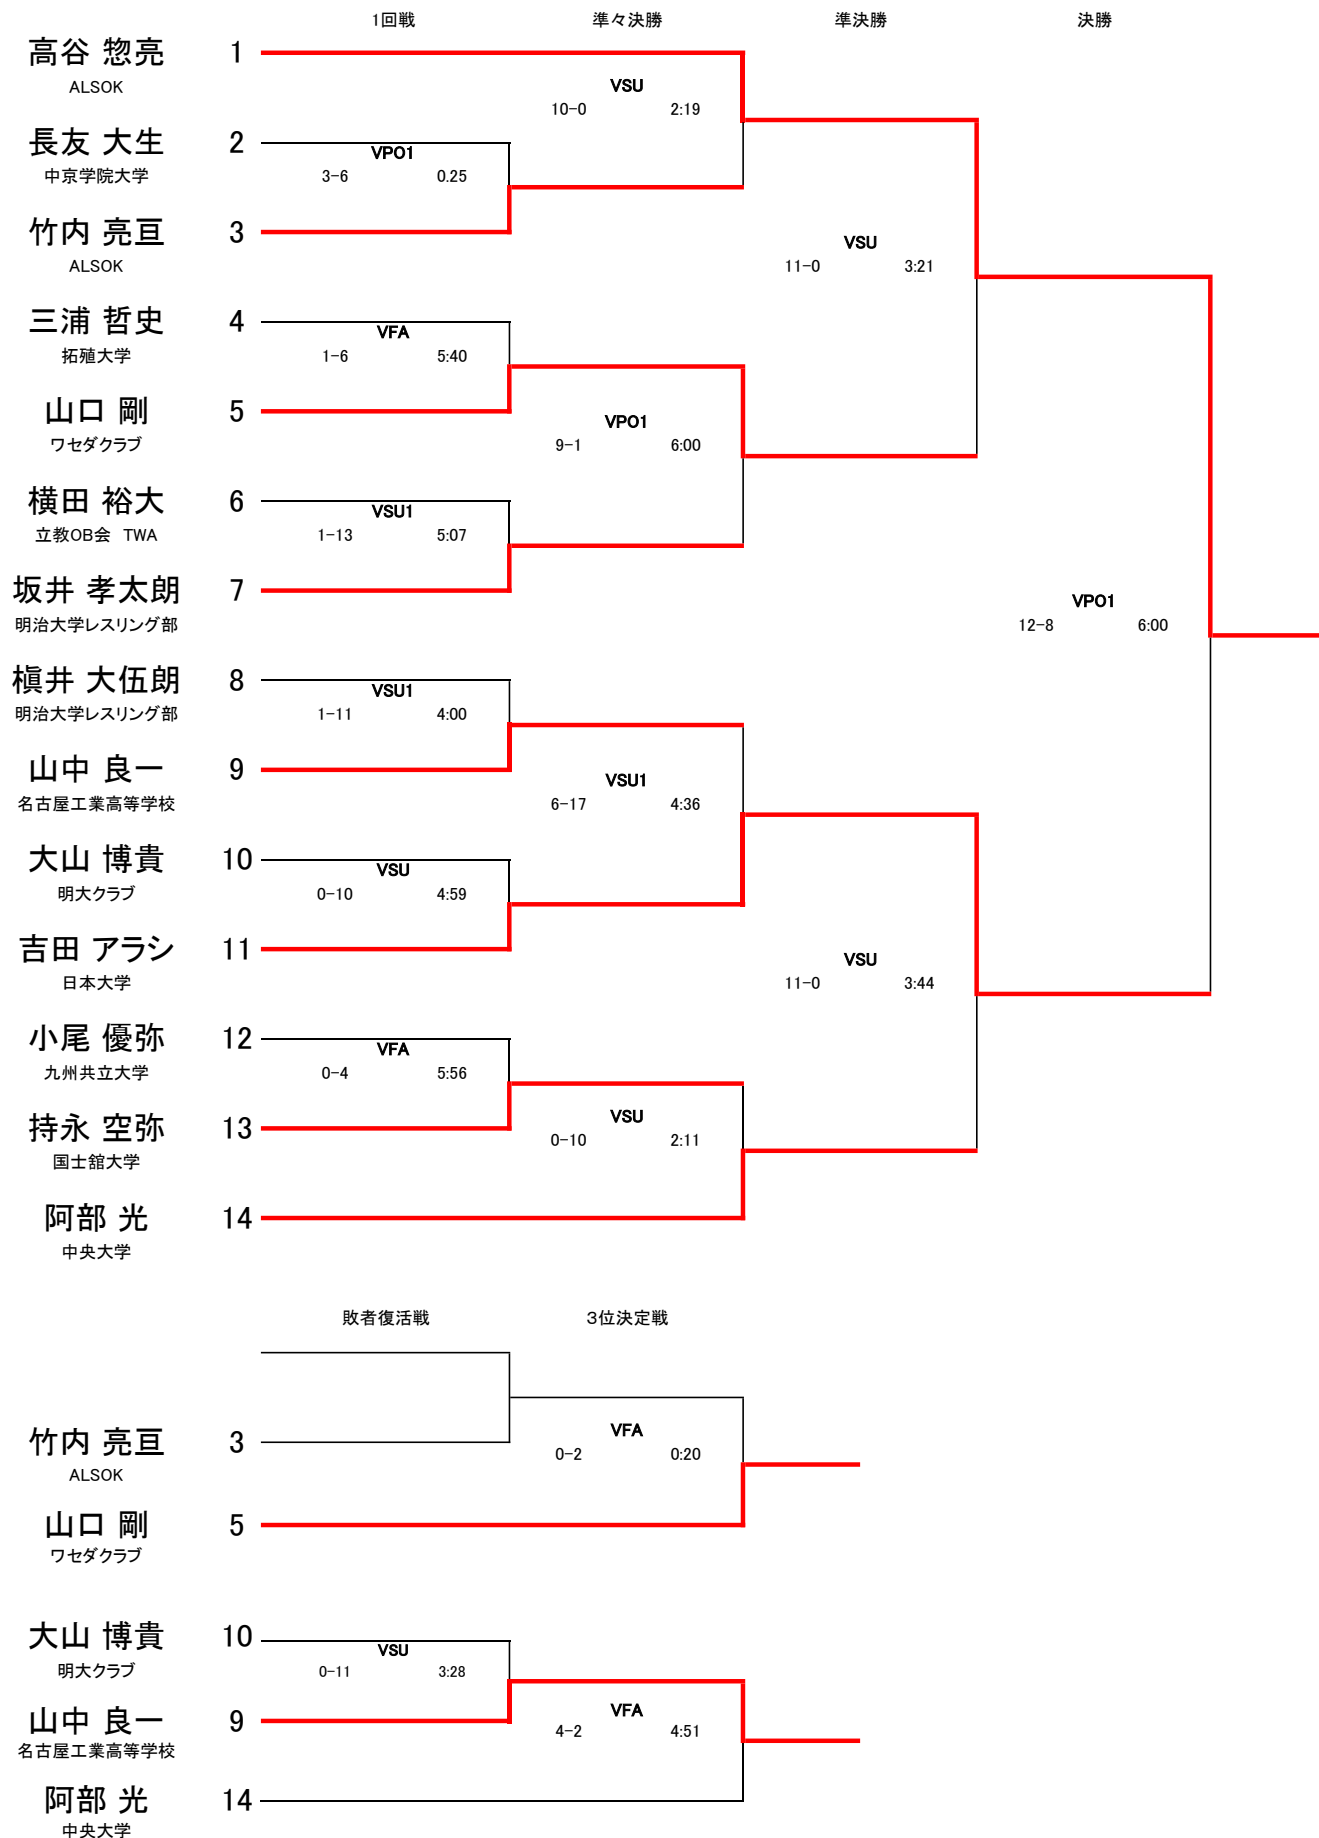 1回戦 準々決勝 準決勝 決勝
高谷 惣亮 1
ALSOK
VSU
10-0 2:19
長友 大生 2
中京学院大学
VPO1
3-6 0.25
竹内 亮亘 3
ALSOK
VSU
11-0 3:21
三浦 哲史 4
拓殖大学
VFA
1-6 5:40
山口 剛 5
ワセダクラブ
VPO1
9-1 6:00
横田 裕大 6
立教OB会 TWA
VSU1
1-13 5:07
坂井 孝太朗 7
明治大学レスリング部
VPO1
12-8 6:00
槇井 大伍朗 8
明治大学レスリング部
VSU1
1-11 4:00
山中 良一 9
名古屋工業高等学校
VSU1
6-17 4:36
大山 博貴 10
明大クラブ
VSU
0-10 4:59
吉田 アラシ 11
日本大学
VSU
11-0 3:44
小尾 優弥 12
九州共立大学
VFA
0-4 5:56
持永 空弥 13
国士舘大学
VSU
0-10 2:11
阿部 光 14
中央大学
敗者復活戦 3位決定戦
竹内 亮亘 3
ALSOK
VFA
0-2 0:20
山口 剛 5
ワセダクラブ
大山 博貴 10
明大クラブ
VSU
0-11 3:28
山中 良一 9
名古屋工業高等学校
VFA
4-2 4:51
阿部 光 14
中央大学